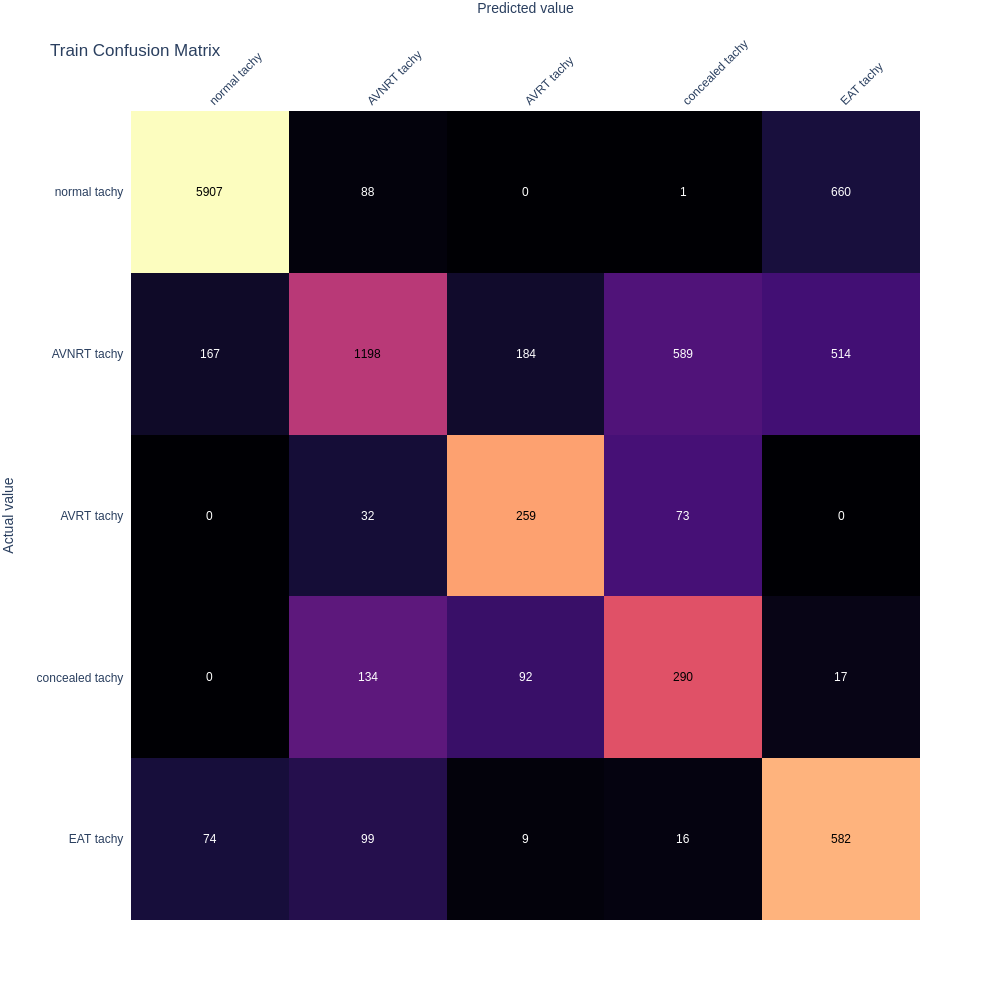 Predicted value
Train Confusion Matrix
normal tachy AVNRT tachy AVRT tachy concealed tachy EAT tachy
normal tachy 5907 88 0 1 660
AVNRT tachy 167 1198 184 589 514
Actual value
AVRT tachy 0 32 259 73 0
concealed tachy 0 134 92 290 17
EAT tachy 74 99 9 16 582